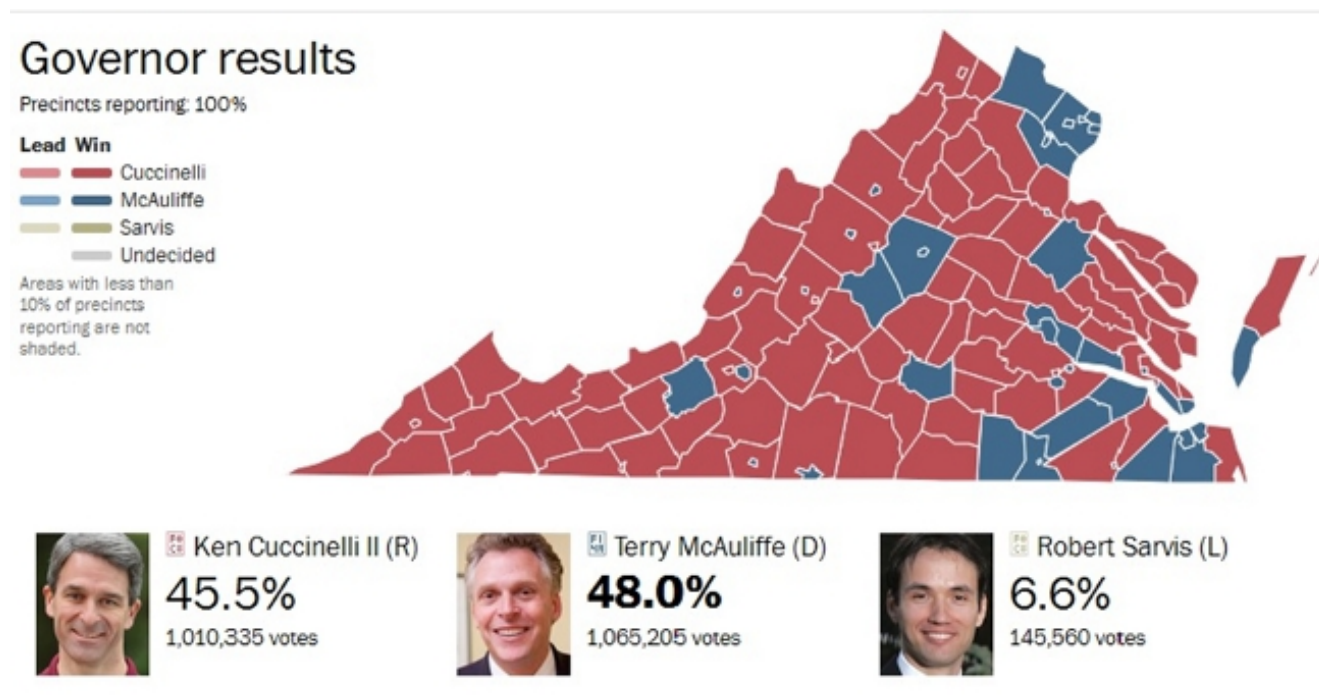 Governor results
Precincts reporting: 100%
Lead Win
Cuccinelli
McAuliffe
Sarvis
Undecided
Areas with less than
10% of precincts
reporting are not
shaded.
Ken Cuccinelli II (R)
45.5%
1,010,335 votes
Terry McAuliffe (D)
48.0%
1,065,205 votes
Robert Sarvis (L)
6.6%
145,560 votes